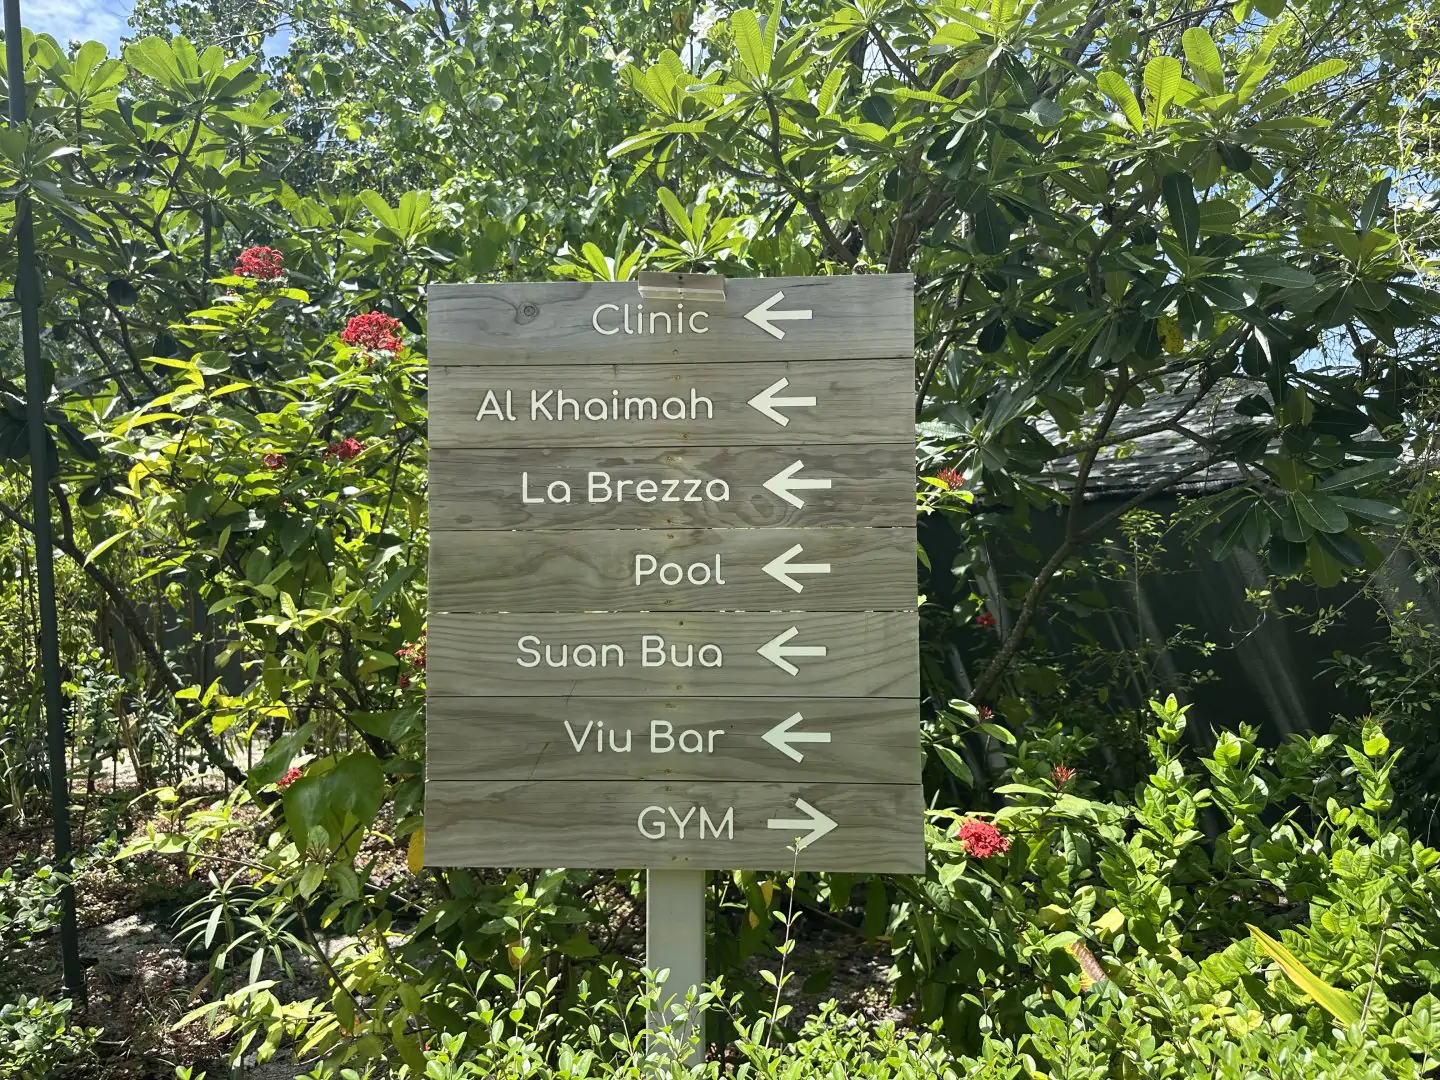 Clinic ←
Al Khaimah ←
La Brezza ←
Pool ←
Suan Bua ←
Viu Bar ←
GYM →